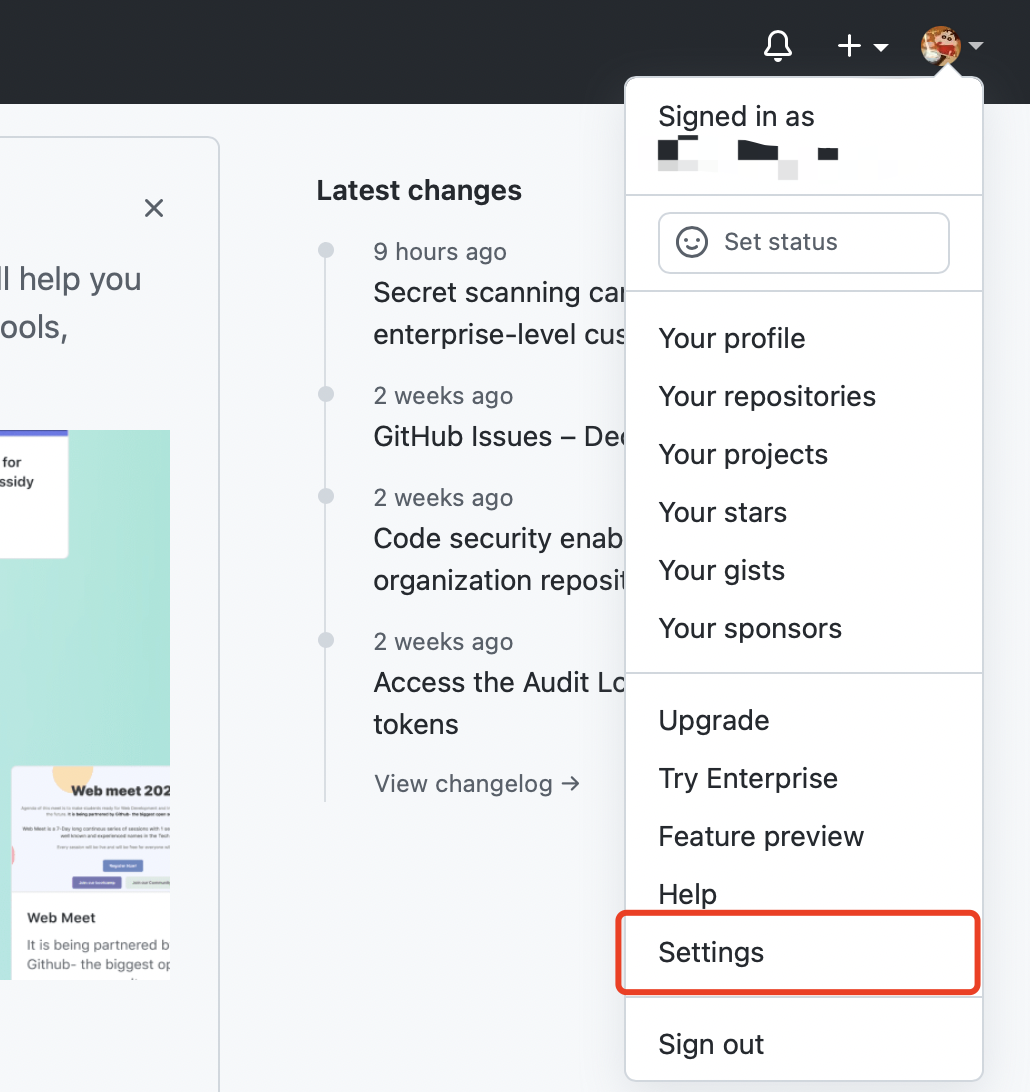 ll help you
ools,
for
ssidy
Web meet 202
Web Meet
It is being partnered b
Github- the biggest op
Latest changes
9 hours ago
Secret scanning can
enterprise-level cus
2 weeks ago
GitHub Issues – Dec
2 weeks ago
Code security enab
organization reposit
2 weeks ago
Access the Audit Lo
tokens
View changelog →
Signed in as
Set status
Your profile
Your repositories
Your projects
Your stars
Your gists
Your sponsors
Upgrade
Try Enterprise
Feature preview
Help
Settings
Sign out